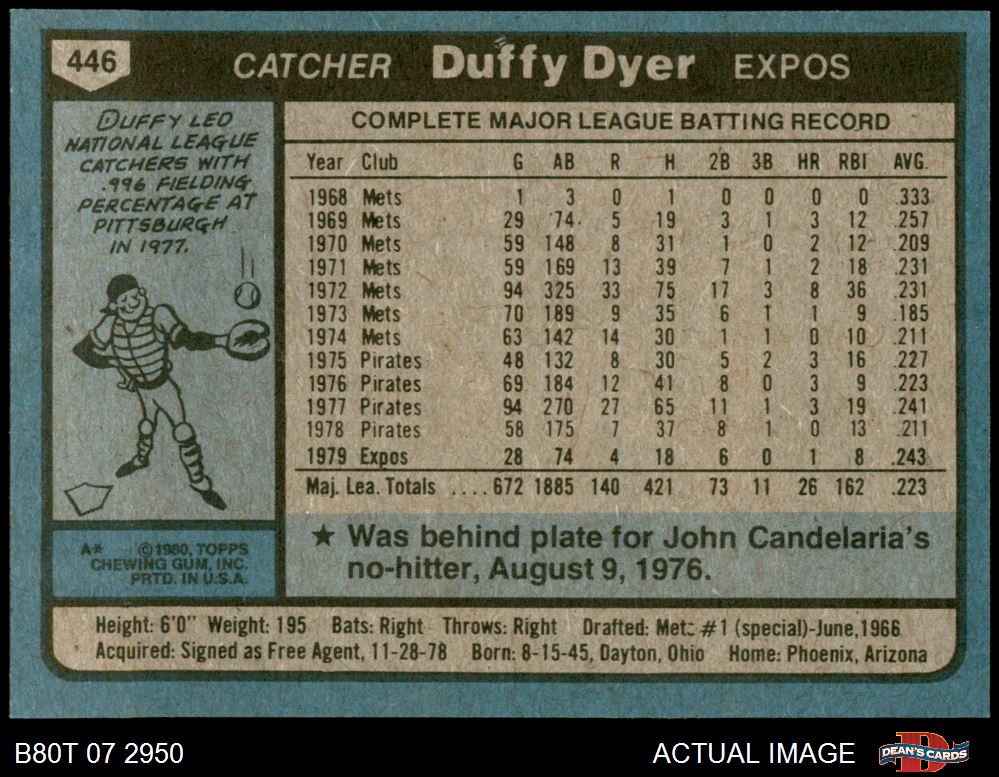 446 CATCHER Duffy Dyer EXPOS
DUFFY LED
NATIONAL LEAGUE
CATCHERS WITH
.996 FIELDING
PERCENTAGE AT
PITTSBURGH
IN 1977.
COMPLETE MAJOR LEAGUE BATTING RECORD
Year Club G AB R H 2B 3B HR RBI AVG.
1968 Mets 1 3 0 1 0 0 0 0 .333
1969 Mets 29 74 5 19 3 1 3 12 .257
1970 Mets 59 148 8 31 1 0 2 12 .209
1971 Mets 59 169 13 39 7 1 2 18 .231
1972 Mets 94 325 33 75 17 3 8 36 .231
1973 Mets 70 189 9 35 6 1 1 9 .185
1974 Mets 63 142 14 30 1 1 0 10 .211
1975 Pirates 48 132 8 30 5 2 3 16 .227
1976 Pirates 69 184 12 41 8 0 3 9 .223
1977 Pirates 94 270 27 65 11 1 3 19 .241
1978 Pirates 58 175 7 37 8 1 0 13 .211
1979 Expos 28 74 4 18 6 0 1 8 .243
Maj. Lea. Totals ....672 1885 140 421 73 11 26 162 .223
★ Was behind plate for John Candelaria's
no-hitter, August 9, 1976.
A* ©1980, TOPPS
CHEWING GUM, INC.
PRTD. IN U.S.A.
Height: 6'0" Weight: 195 Bats: Right Throws: Right Drafted: Mets #1 (special)-June, 1966
Acquired: Signed as Free Agent, 11-28-78 Born: 8-15-45, Dayton, Ohio Home: Phoenix, Arizona
B80T 07 2950 ACTUAL IMAGE DEAN'S CARDS